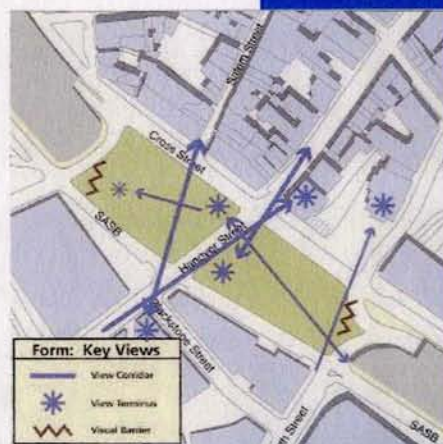 Salem Street
Cross Street
SASB
Hanover Street
Blackstone Street
Street
SASB
Form: Key Views
View Corridor
View Terminus
Visual Barrier